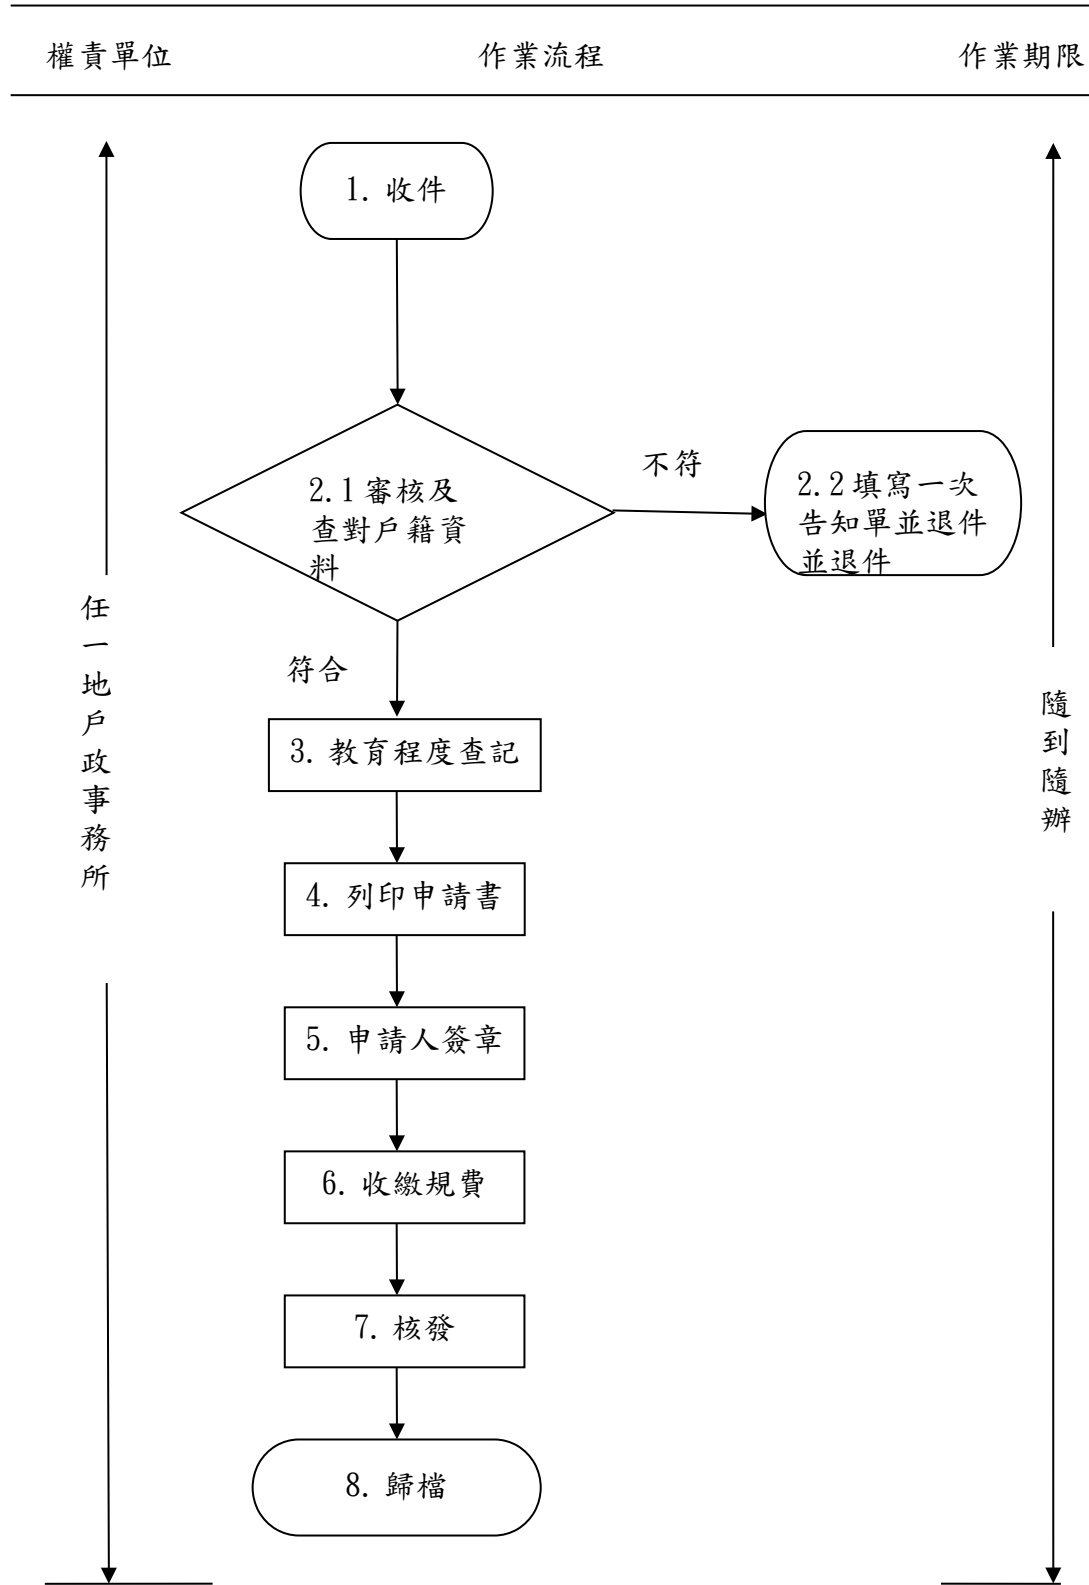 權責單位
作業流程
作業期限
1. 收件
2.1審核及
查對戶籍資
料
不符
2.2填寫一次
告知單並退件
並退件
符合
3. 教育程度查記
4. 列印申請書
5. 申請人簽章
6. 收繳規費
7. 核發
8. 歸檔
任一地戶政事務所
隨到隨辦